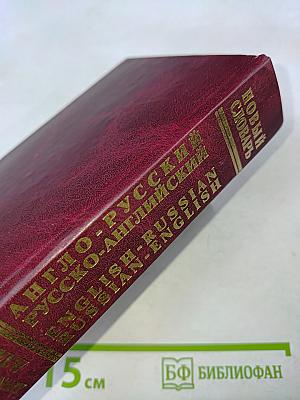 НОВЫЙ
СЛОВАРЬ
АНГЛО-РУССКИЙ
РУССКО-АНГЛИЙСКИЙ
ENGLISH-RUSSIAN
RUSSIAN-ENGLISH
15 см
БФ БИБЛИОФАН